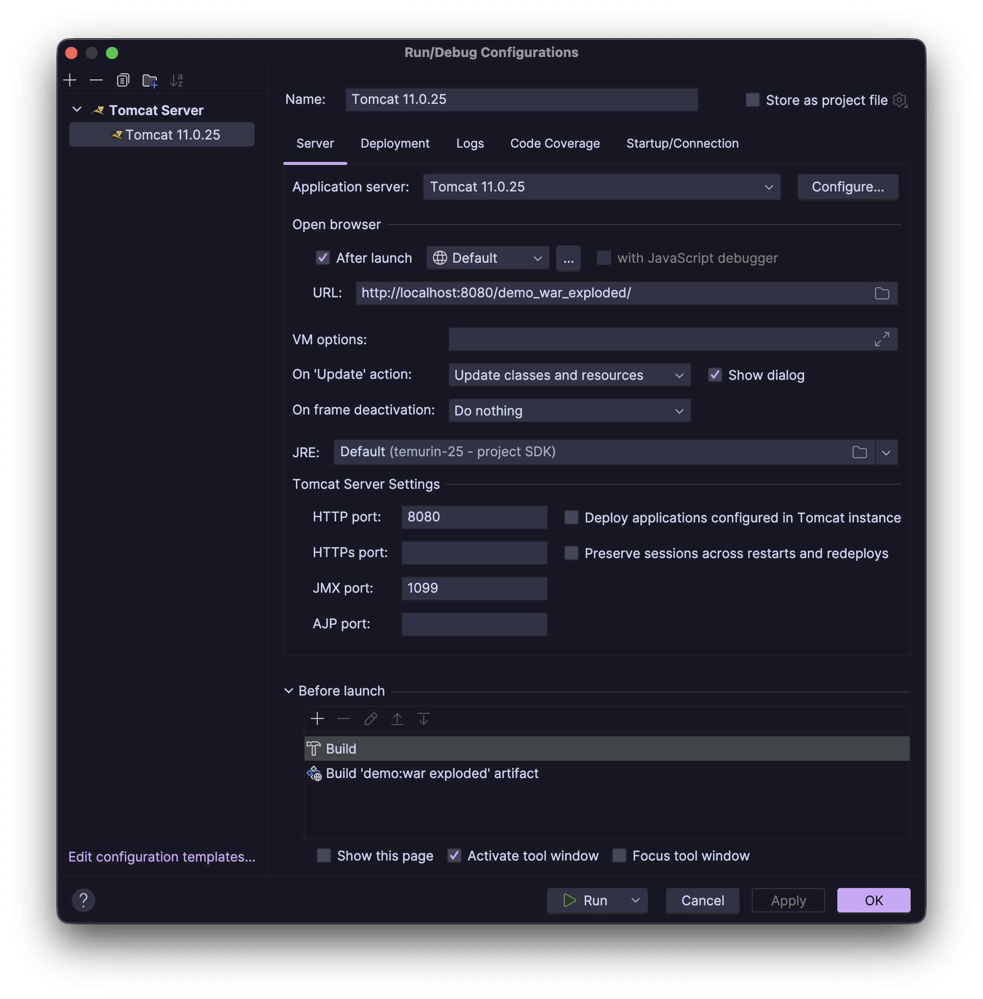 Run/Debug Configurations
Tomcat Server
Tomcat 11.0.25
Edit configuration templates...
Name: Tomcat 11.0.25 Store as project file
Server Deployment Logs Code Coverage Startup/Connection
Application server: Tomcat 11.0.25 Configure...
Open browser
After launch Default ... with JavaScript debugger
URL: http://localhost:8080/demo_war_exploded/
VM options:
On 'Update' action: Update classes and resources Show dialog
On frame deactivation: Do nothing
JRE: Default (temurin-25 - project SDK)
Tomcat Server Settings
HTTP port: 8080 Deploy applications configured in Tomcat instance
HTTPs port: Preserve sessions across restarts and redeploys
JMX port: 1099
AJP port:
Before launch
Build
Build 'demo:war exploded' artifact
Show this page Activate tool window Focus tool window
? Run Cancel Apply OK